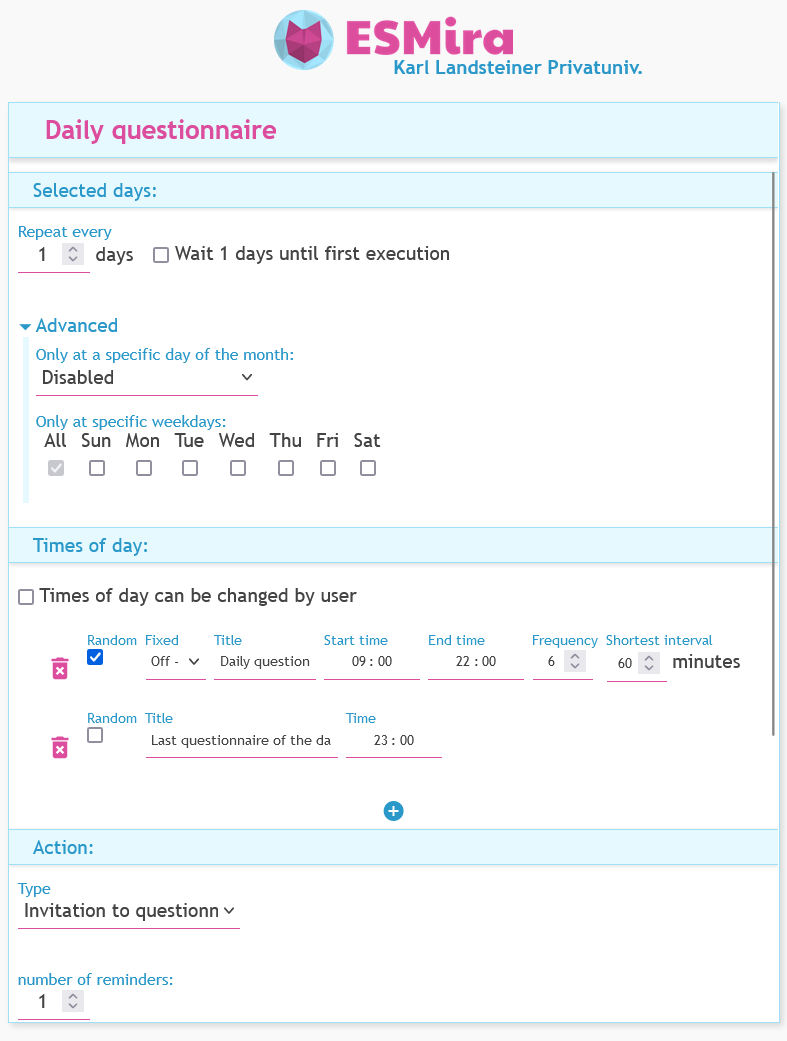 ESMira
Karl Landsteiner Privatuniv.
Daily questionnaire
Selected days:
Repeat every
1 days Wait 1 days until first execution
Advanced
Only at a specific day of the month:
Disabled
Only at specific weekdays:
All Sun Mon Tue Wed Thu Fri Sat
Times of day:
Times of day can be changed by user
Random Fixed Title Start time End time Frequency Shortest interval
Off - Daily question 09 : 00 22 : 00 6 60 minutes
Random Title Time
Last questionnaire of the da 23 : 00
Action:
Type
Invitation to questionn
number of reminders:
1